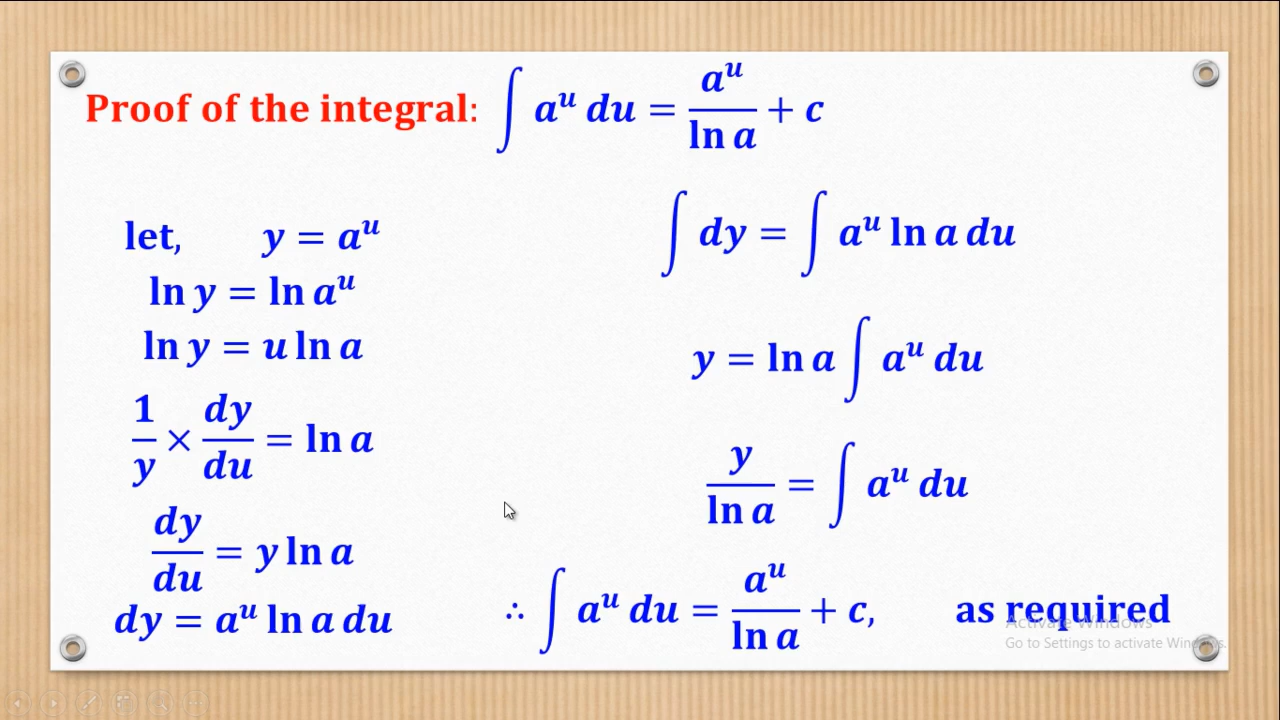 Proof of the integral: ∫ aᵘ du = aᵘ/ln a + c
let, y = aᵘ
ln y = ln aᵘ
ln y = u ln a
1/y × dy/du = ln a
dy/du = y ln a
dy = aᵘ ln a du
∫ dy = ∫ aᵘ ln a du
y = ln a ∫ aᵘ du
y/ln a = ∫ aᵘ du
∴ ∫ aᵘ du = aᵘ/ln a + c, as required
Activate Windows
Go to Settings to activate Windows.